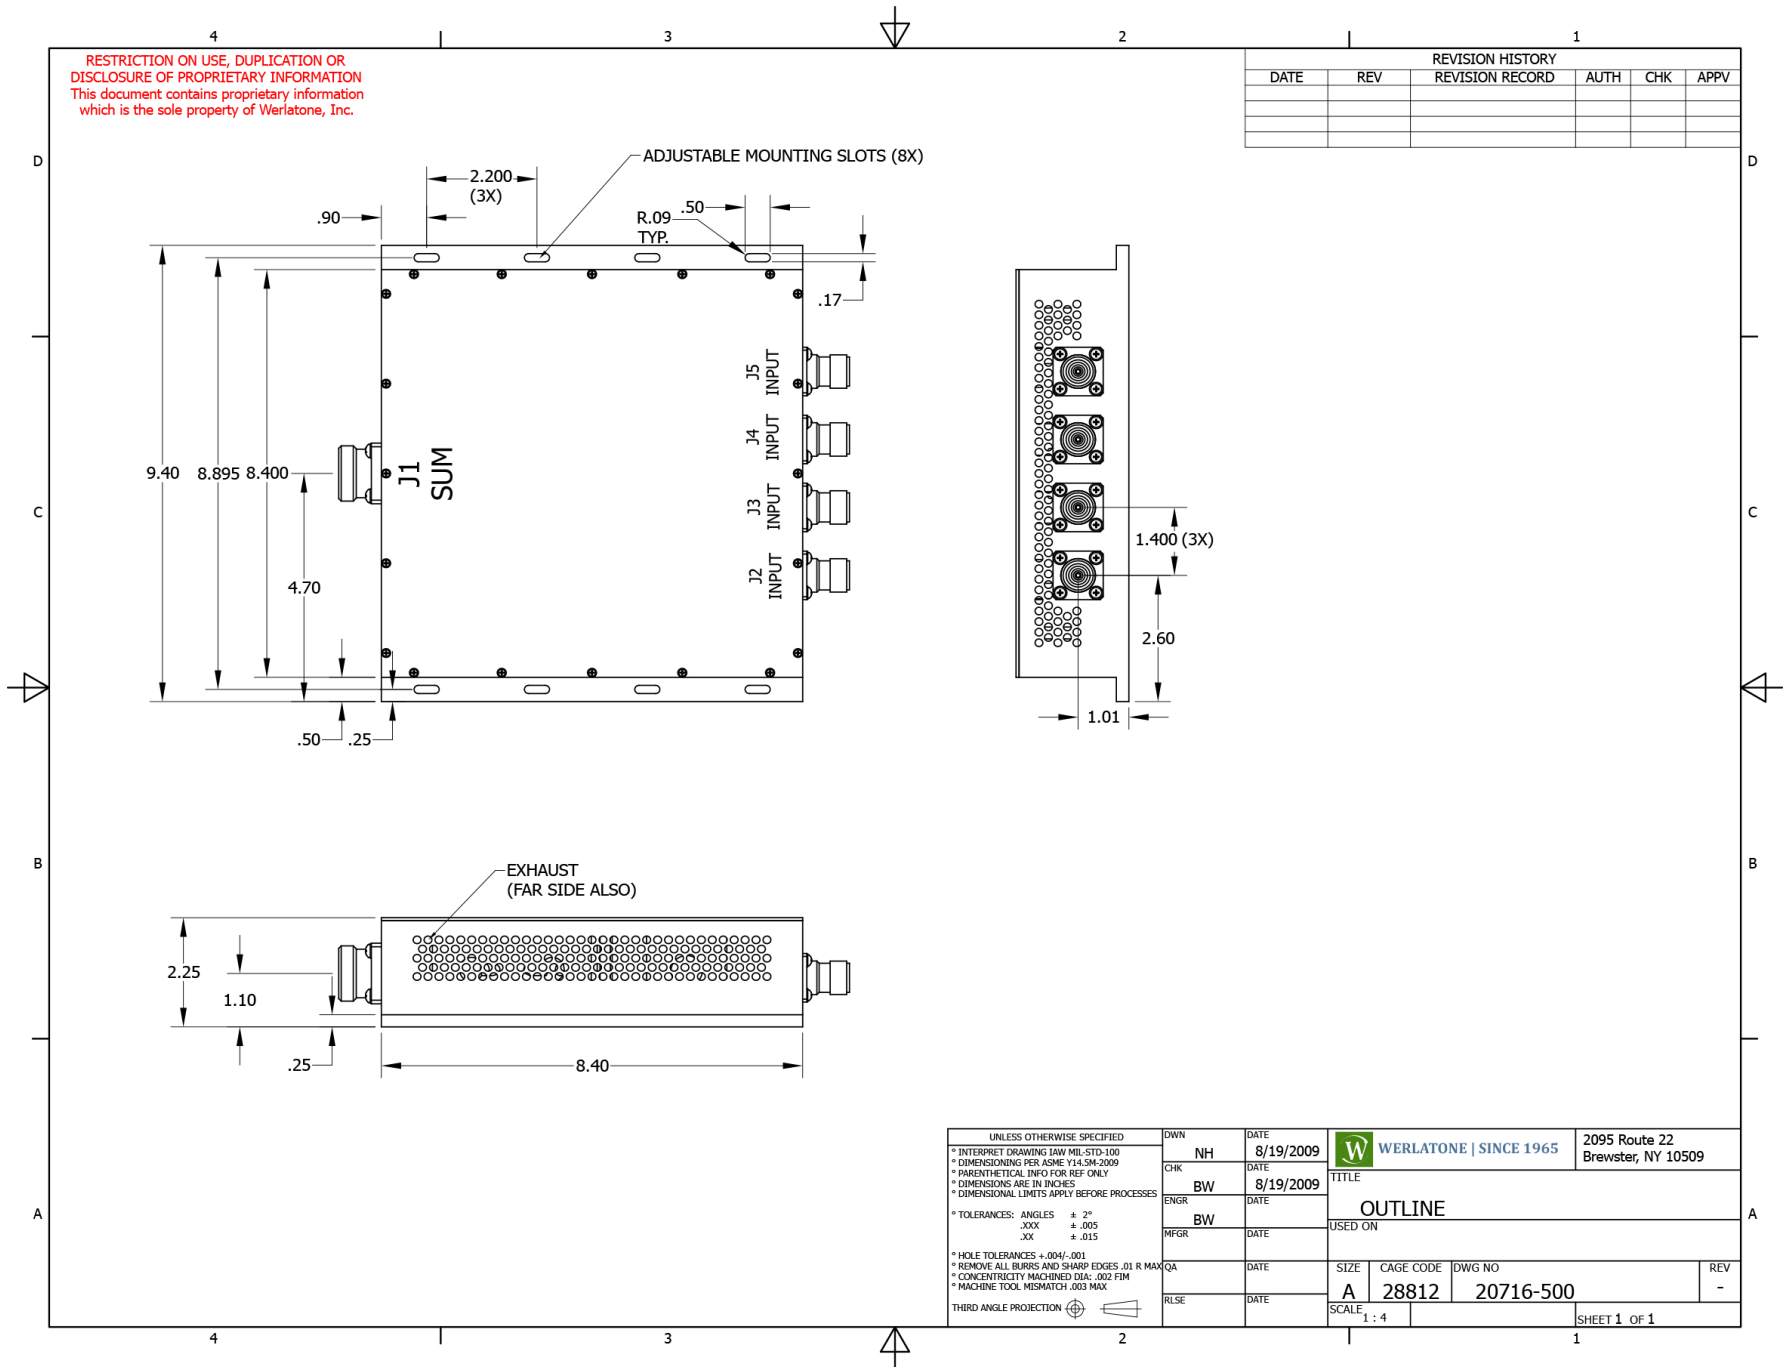 4 3 2 1
RESTRICTION ON USE, DUPLICATION OR
DISCLOSURE OF PROPRIETARY INFORMATION
This document contains proprietary information
which is the sole property of Werlatone, Inc.
REVISION HISTORY
DATE REV REVISION RECORD AUTH CHK APPV
D D
ADJUSTABLE MOUNTING SLOTS (8X)
2.200
(3X)
.90
.50
R.09
TYP.
.17
J5
INPUT
J4
INPUT
J3
INPUT
J2
INPUT
J1
SUM
9.40 8.895 8.400
4.70
.50 .25
C C
1.400 (3X)
2.60
1.01
B B
EXHAUST
(FAR SIDE ALSO)
2.25
1.10
.25
8.40
A A
UNLESS OTHERWISE SPECIFIED
° INTERPRET DRAWING IAW MIL-STD-100
° DIMENSIONING PER ASME Y14.5M-2009
° PARENTHETICAL INFO FOR REF ONLY
° DIMENSIONS ARE IN INCHES
° DIMENSIONAL LIMITS APPLY BEFORE PROCESSES
° TOLERANCES: ANGLES ± 2°
.XXX ± .005
.XX ± .015
° HOLE TOLERANCES +.004/-.001
° REMOVE ALL BURRS AND SHARP EDGES .01 R MAX
° CONCENTRICITY MACHINED DIA: .002 FIM
° MACHINE TOOL MISMATCH .003 MAX
THIRD ANGLE PROJECTION
DWN NH DATE 8/19/2009
CHK BW DATE 8/19/2009
ENGR BW DATE
MFGR DATE
QA DATE
RLSE DATE
W WERLATONE | SINCE 1965
2095 Route 22
Brewster, NY 10509
TITLE
OUTLINE
USED ON
SIZE CAGE CODE DWG NO REV
A 28812 20716-500 -
SCALE 1 : 4
SHEET 1 OF 1
4 3 2 1